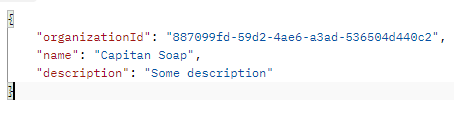 {
"organizationId": "887099fd-59d2-4ae6-a3ad-536504d440c2",
"name": "Capitan Soap",
"description": "Some description"
}